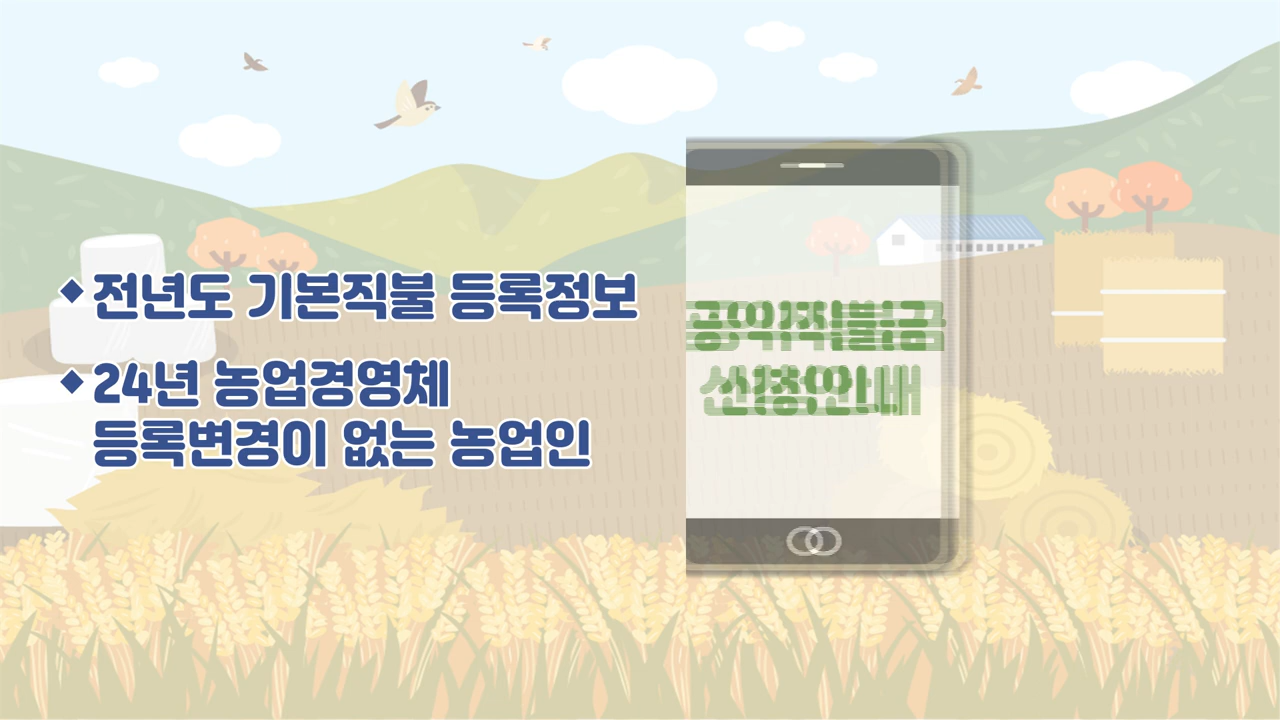 ◆ 전년도 기본직불 등록정보
◆ 24년 농업경영체
등록변경이 없는 농업인
공익직불금
신청안내